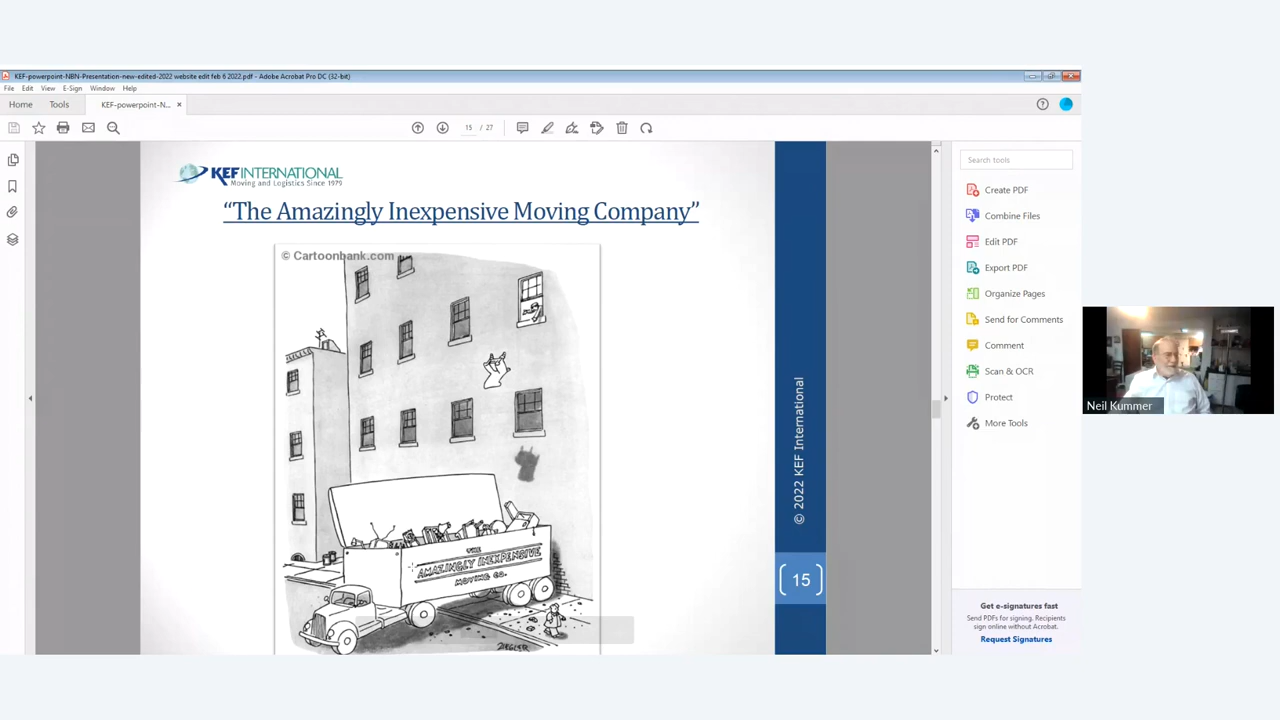 KEF-powerpoint-NBN-Presentation-new-edited-2022 website edit feb 6 2022.pdf - Adobe Acrobat Pro DC (32-bit)
File Edit View E-Sign Window Help
Home Tools KEF-powerpoint-N... ×
15 / 27
KEF INTERNATIONAL
Moving and Logistics Since 1979
“The Amazingly Inexpensive Moving Company”
© Cartoonbank.com
THE
AMAZINGLY INEXPENSIVE
MOVING CO.
ZIEGLER
© 2022 KEF International
15
Search tools
Create PDF
Combine Files
Edit PDF
Export PDF
Organize Pages
Send for Comments
Comment
Scan & OCR
Protect
More Tools
Get e-signatures fast
Send PDFs for signing. Recipients
sign online without Acrobat.
Request Signatures
Neil Kummer